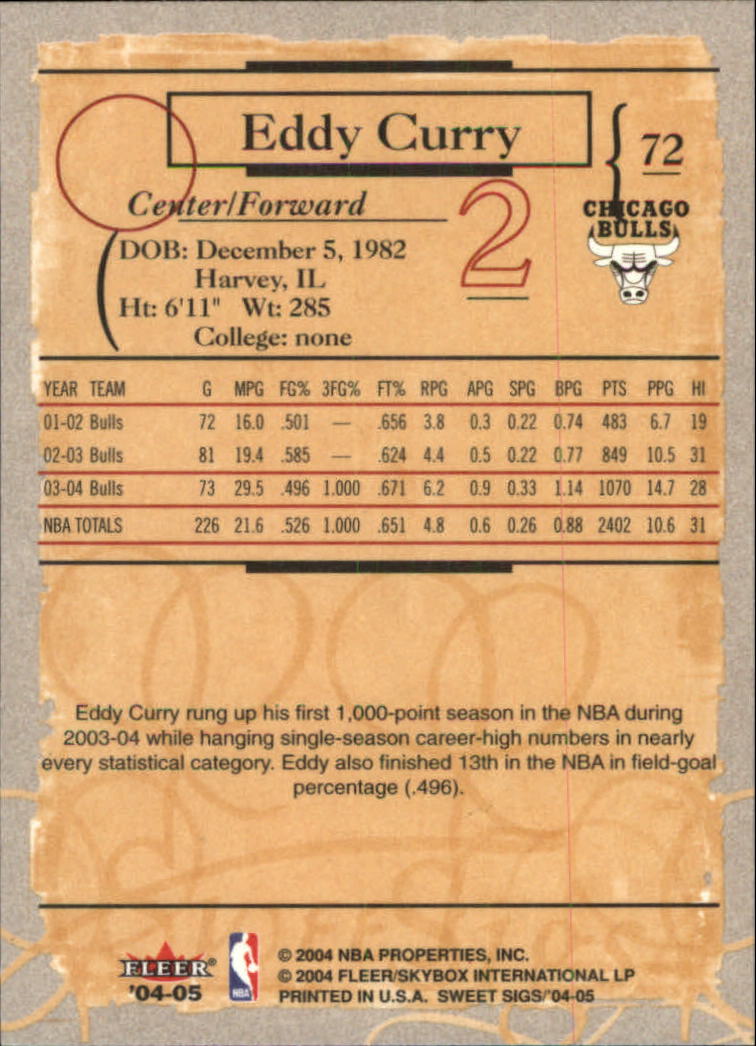 Eddy Curry
72
Center/Forward
2
CHICAGO
BULLS
DOB: December 5, 1982
Harvey, IL
Ht: 6'11" Wt: 285
College: none
YEAR TEAM G MPG FG% 3FG% FT% RPG APG SPG BPG PTS PPG HI
01-02 Bulls 72 16.0 .501 — .656 3.8 0.3 0.22 0.74 483 6.7 19
02-03 Bulls 81 19.4 .585 — .624 4.4 0.5 0.22 0.77 849 10.5 31
03-04 Bulls 73 29.5 .496 1.000 .671 6.2 0.9 0.33 1.14 1070 14.7 28
NBA TOTALS 226 21.6 .526 1.000 .651 4.8 0.6 0.26 0.88 2402 10.6 31
Eddy Curry rung up his first 1,000-point season in the NBA during
2003-04 while hanging single-season career-high numbers in nearly
every statistical category. Eddy also finished 13th in the NBA in field-goal
percentage (.496).
FLEER®
'04-05
NBA
© 2004 NBA PROPERTIES, INC.
© 2004 FLEER/SKYBOX INTERNATIONAL LP
PRINTED IN U.S.A. SWEET SIGS/'04-05